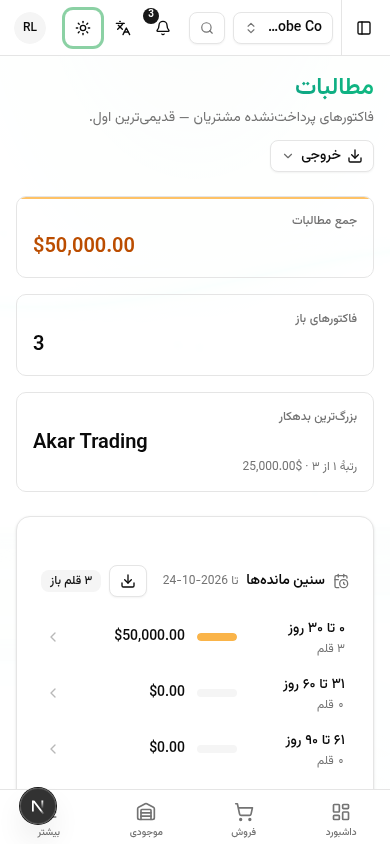 ...obe Co
3
RL
مطالبات
فاکتورهای پرداخت‌نشده مشتریان — قدیمی‌ترین اول.
خروجی
جمع مطالبات
$50,000.00
فاکتورهای باز
3
بزرگ‌ترین بدهکار
Akar Trading
رتبهٔ ۱ از ۳ · 25,000.00$
سنین مانده‌ها تا 2026-10-24
۳ قلم باز
۰ تا ۳۰ روز
$50,000.00
۳ قلم
۳۱ تا ۶۰ روز
$0.00
۰ قلم
۶۱ تا ۹۰ روز
$0.00
۰ قلم
داشبورد
فروش
موجودی
بیشتر
N